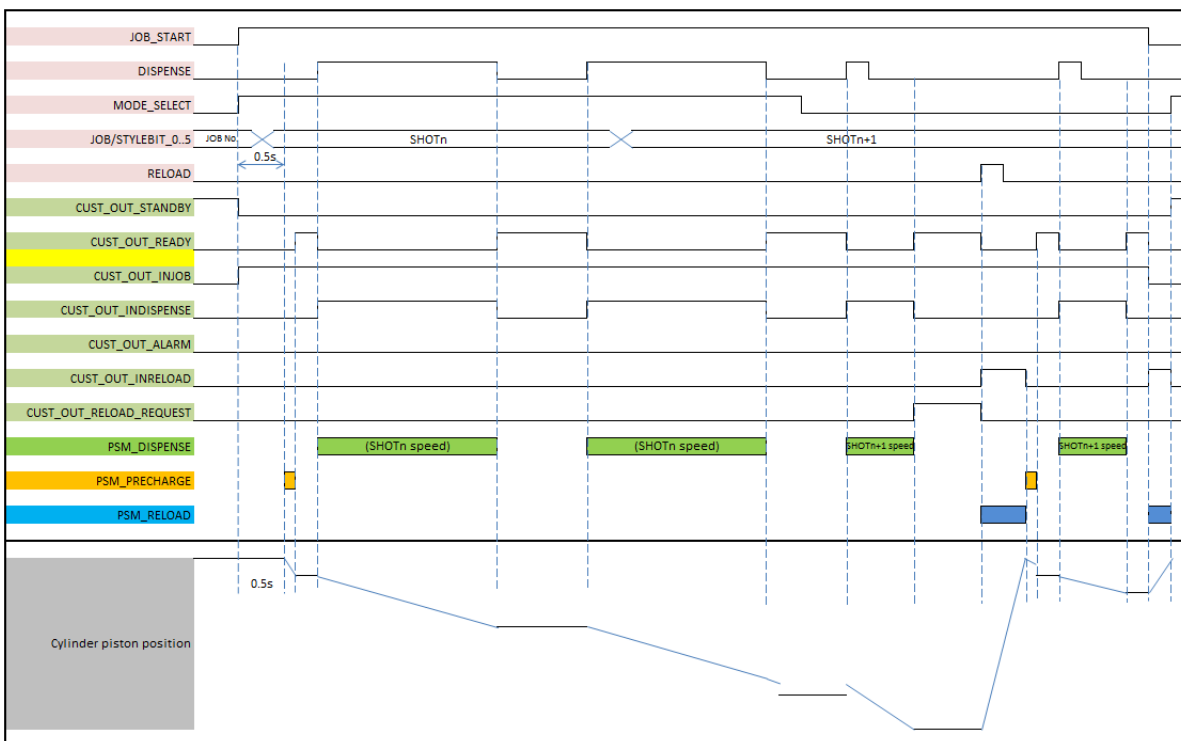 JOB_START
DISPENSE
MODE_SELECT
JOB/STYLEBIT_0..5
JOB No.
SHOTn
SHOTn+1
0.5s
RELOAD
CUST_OUT_STANDBY
CUST_OUT_READY
CUST_OUT_INJOB
CUST_OUT_INDISPENSE
CUST_OUT_ALARM
CUST_OUT_INRELOAD
CUST_OUT_RELOAD_REQUEST
PSM_DISPENSE
(SHOTn speed)
(SHOTn speed)
SHOTn+1 speed)
SHOTn+1 speed)
PSM_PRECHARGE
PSM_RELOAD
0.5s
Cylinder piston position